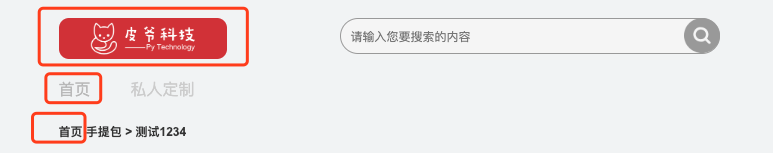 皮爷科技
Py Technology
请输入您要搜索的内容
首页 私人定制
首页 手提包 > 测试1234